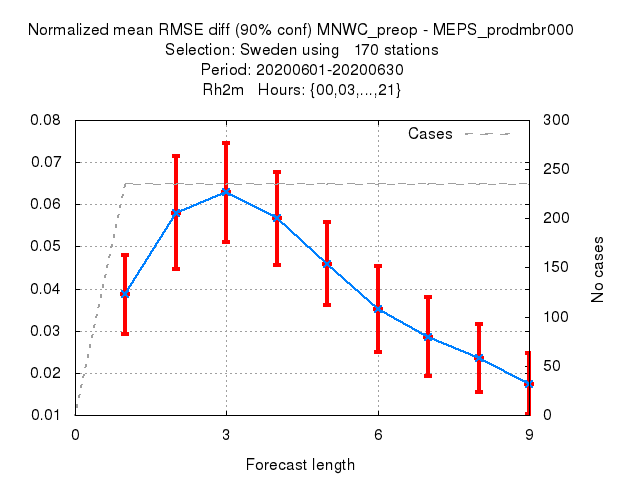 Normalized mean RMSE diff (90% conf) MNWC_preop - MEPS_prodmbr000
Selection: Sweden using 170 stations
Period: 20200601-20200630
Rh2m Hours: {00,03,...,21}
Cases
0.08
0.07
0.06
0.05
0.04
0.03
0.02
0.01
300
250
200
150
100
50
0
No cases
0 3 6 9
Forecast length